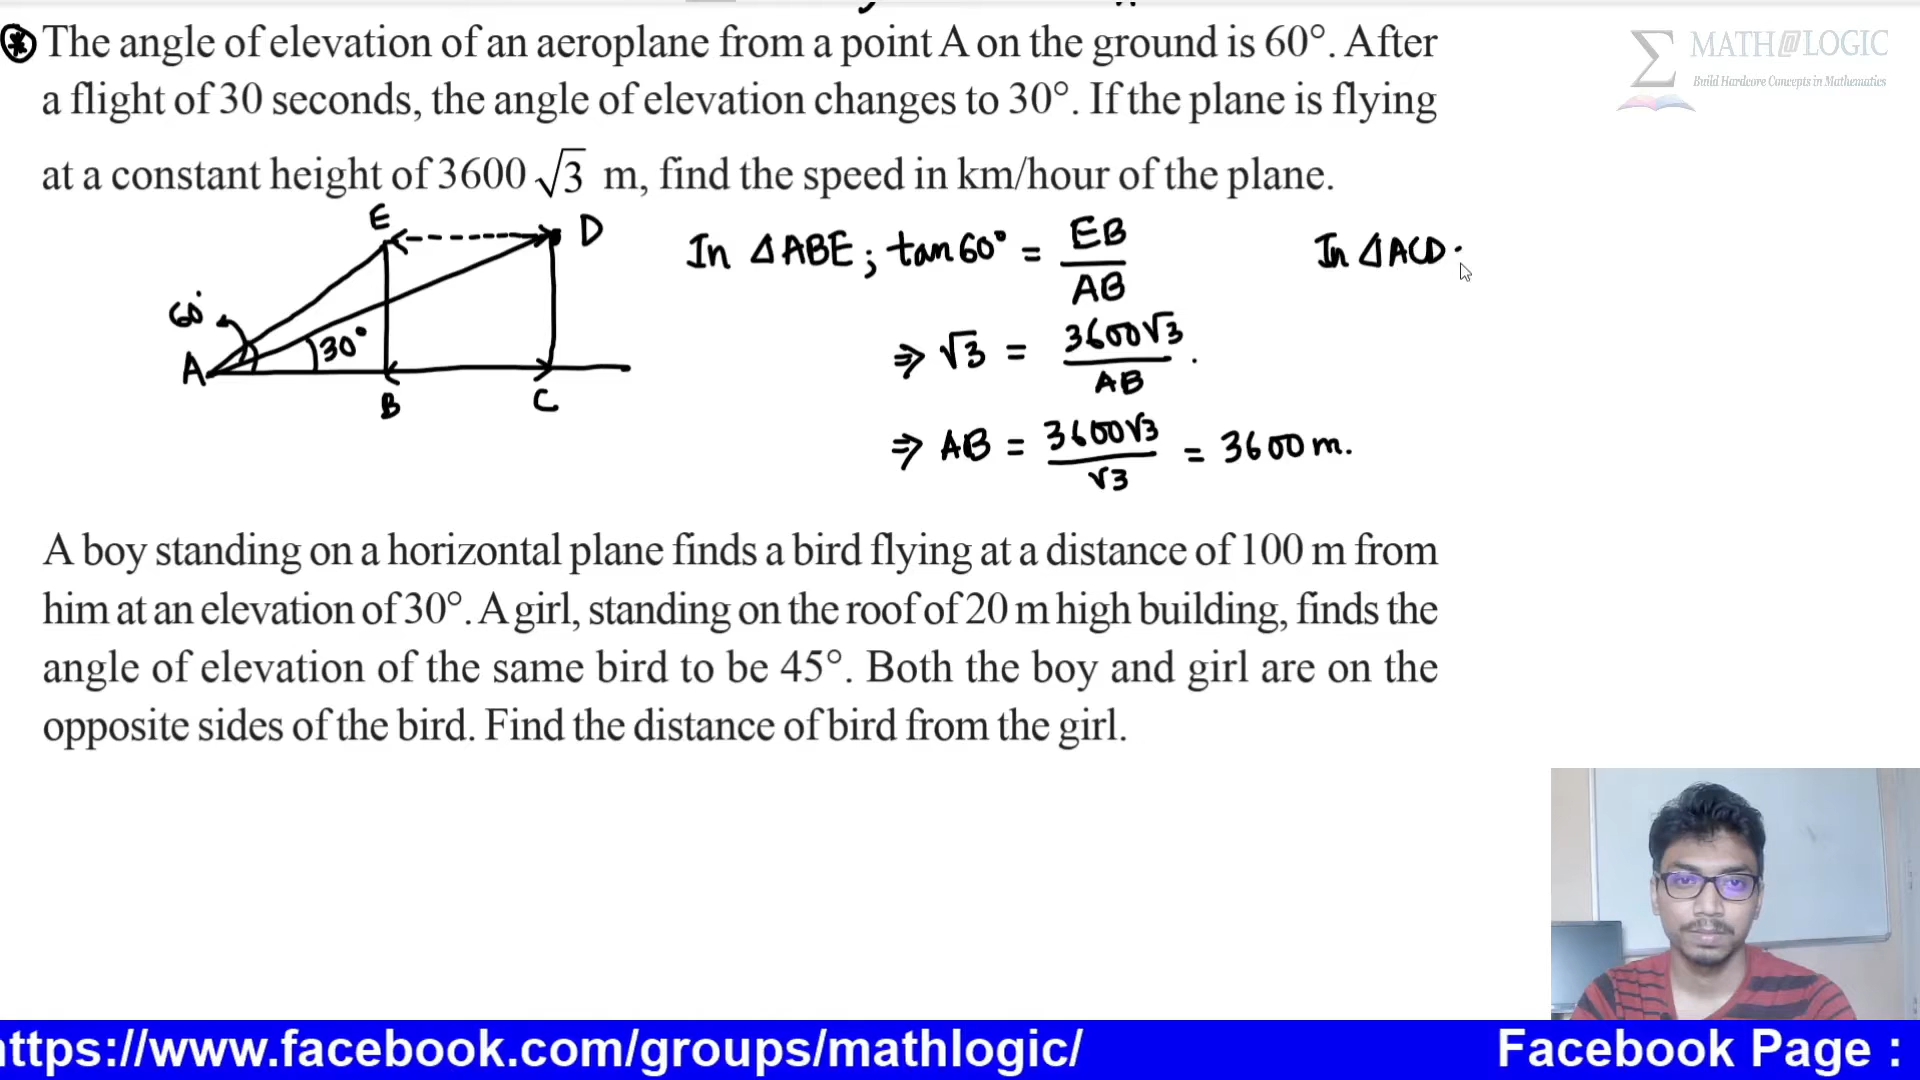 The angle of elevation of an aeroplane from a point A on the ground is 60°. After
a flight of 30 seconds, the angle of elevation changes to 30°. If the plane is flying
at a constant height of 3600 √3 m, find the speed in km/hour of the plane.
MATH@LOGIC
Build Hardcore Concepts in Mathematics
E
D
60°
30°
A
B
C
In △ABE; tan60° = EB/AB
⇒ √3 = 3600√3/AB.
⇒ AB = 3600√3/√3 = 3600m.
In △ACD.
A boy standing on a horizontal plane finds a bird flying at a distance of 100 m from
him at an elevation of 30°. A girl, standing on the roof of 20 m high building, finds the
angle of elevation of the same bird to be 45°. Both the boy and girl are on the
opposite sides of the bird. Find the distance of bird from the girl.
ttps://www.facebook.com/groups/mathlogic/
Facebook Page :